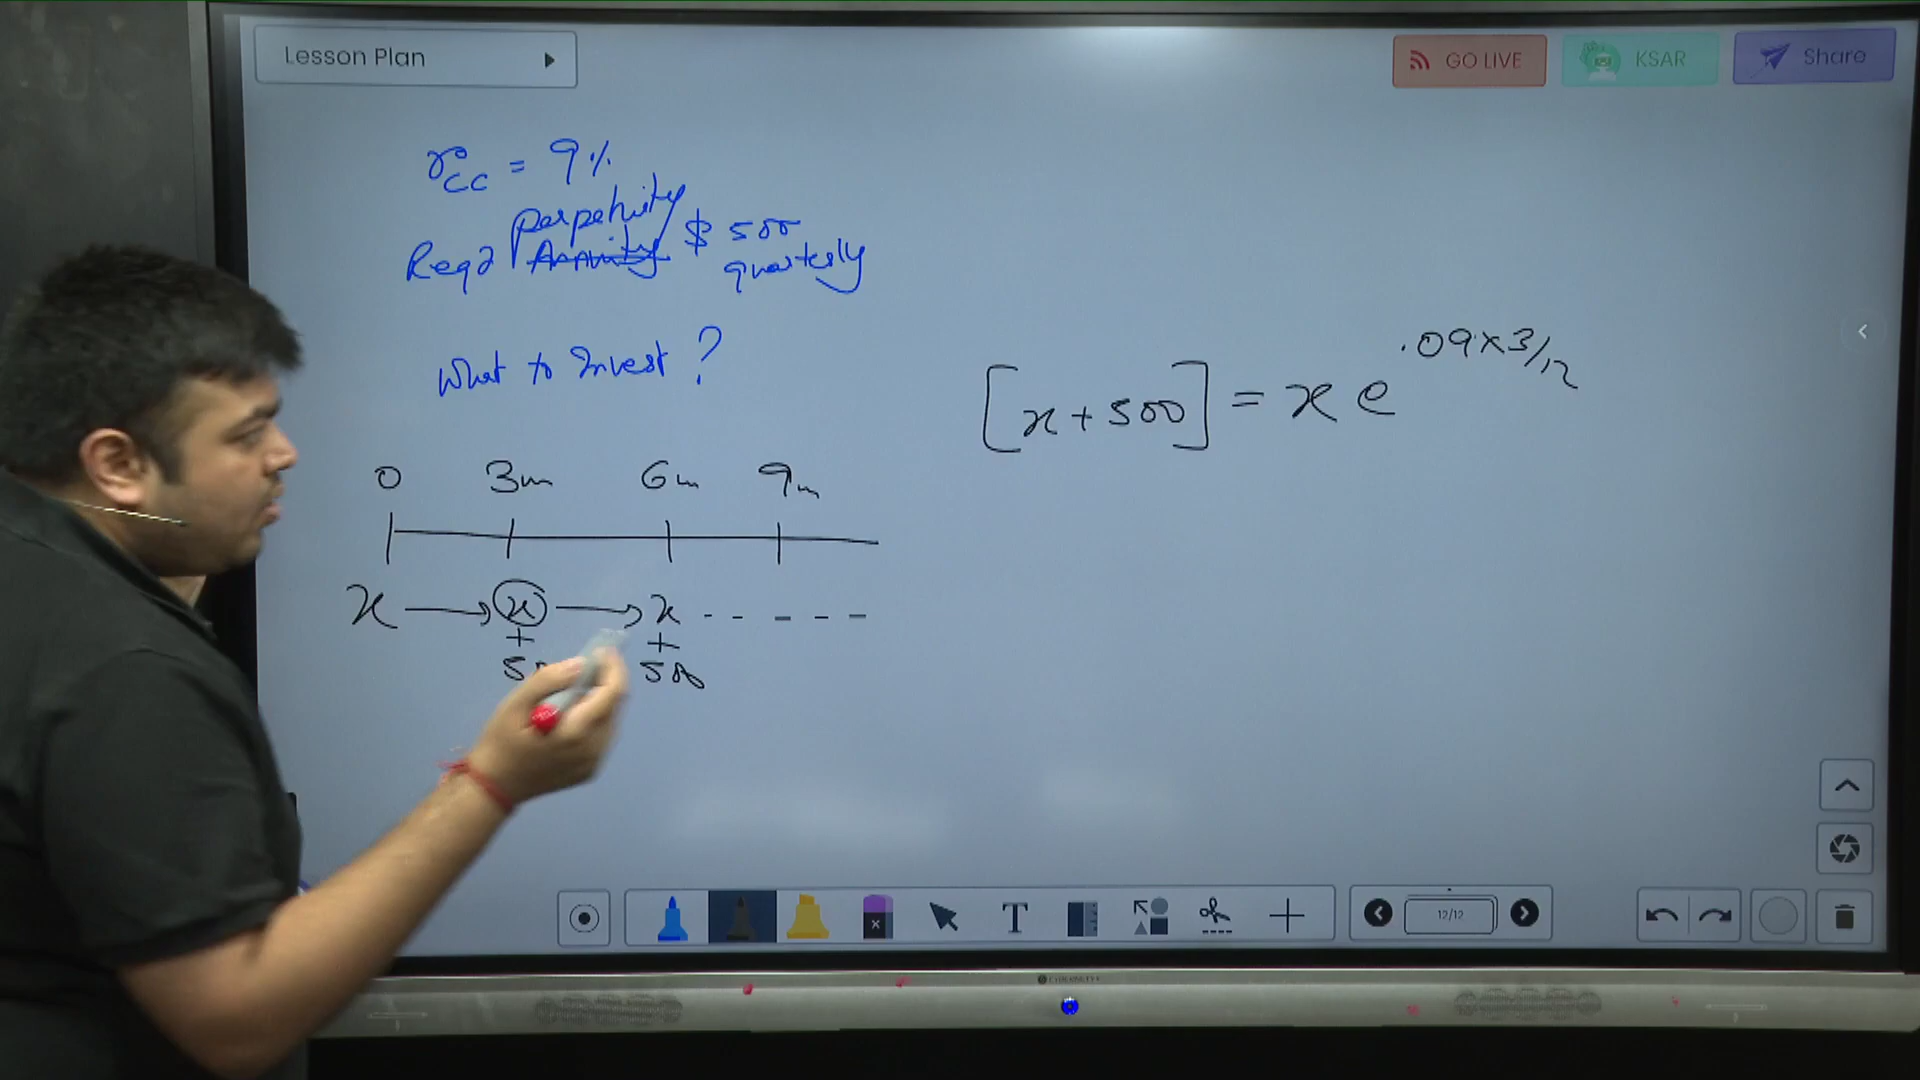 Lesson Plan
GO LIVE
KSAR
Share
rcc = 9%
perpetuity
Reqd Annuity $ 500
quarterly
What to Invest ?
[x + 500] = x e^.09×3/12
0 3m 6m 9m
x → x → x - - - - -
+ +
500
12/12